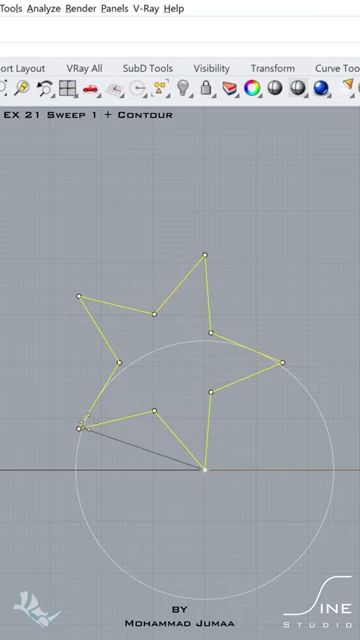 Tools Analyze Render Panels V-Ray Help
ort Layout VRay All SubD Tools Visibility Curve Too
EX 21 Sweep 1 + Contour
BY
Mohammad Jumaa
SINE
Studio